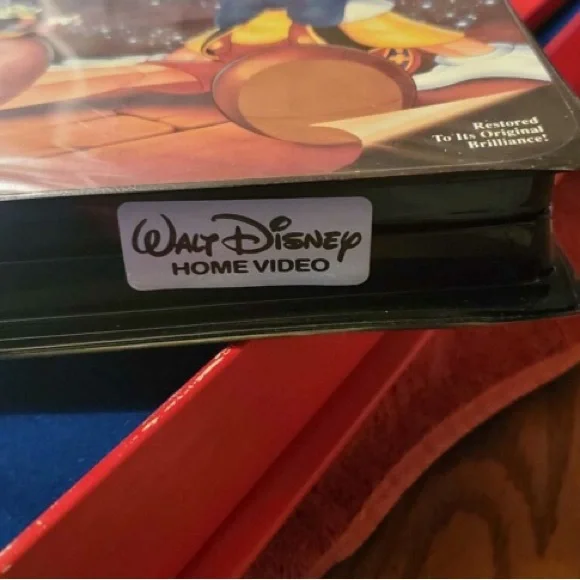 Restored
To Its Original
Brilliance!
WALT DISNEY
HOME VIDEO